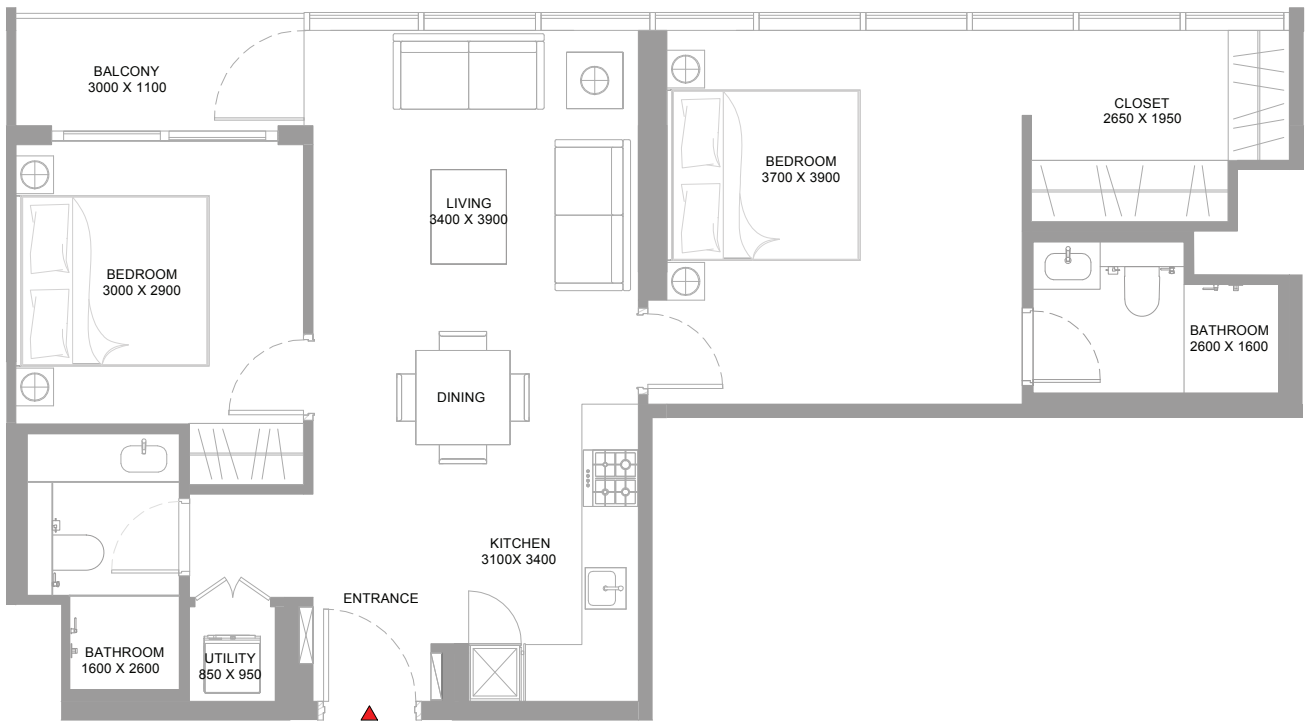 BALCONY
3000 X 1100
CLOSET
2650 X 1950
BEDROOM
3700 X 3900
LIVING
3400 X 3900
BEDROOM
3000 X 2900
BATHROOM
2600 X 1600
DINING
KITCHEN
3100X 3400
ENTRANCE
BATHROOM
1600 X 2600
UTILITY
850 X 950